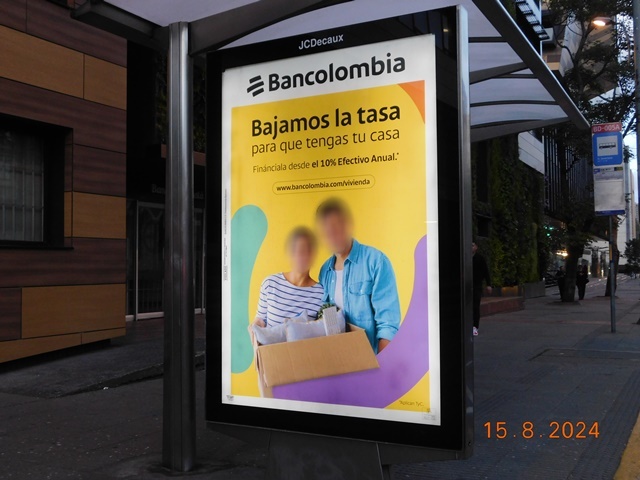 JCDecaux
Bancolombia
Bajamos la tasa
para que tengas tu casa
Fináncialа desde el 10% Efectivo Anual.*
www.bancolombia.com/vivienda
15.8.2024